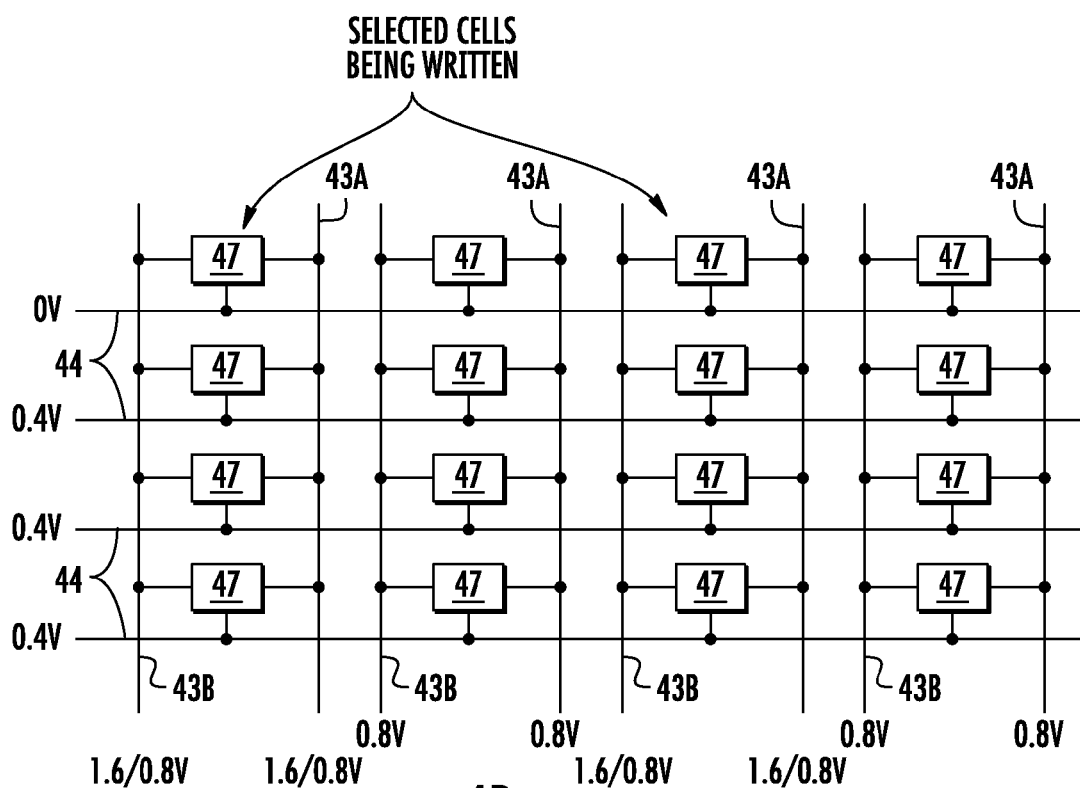 SELECTED CELLS
BEING WRITTEN
43A 43A 43A 43A
47 47 47 47
0V
44
47 47 47 47
0.4V
47 47 47 47
0.4V
44
47 47 47 47
0.4V
43B 43B 43B 43B
0.8V 0.8V 0.8V 0.8V
1.6/0.8V 1.6/0.8V 1.6/0.8V 1.6/0.8V